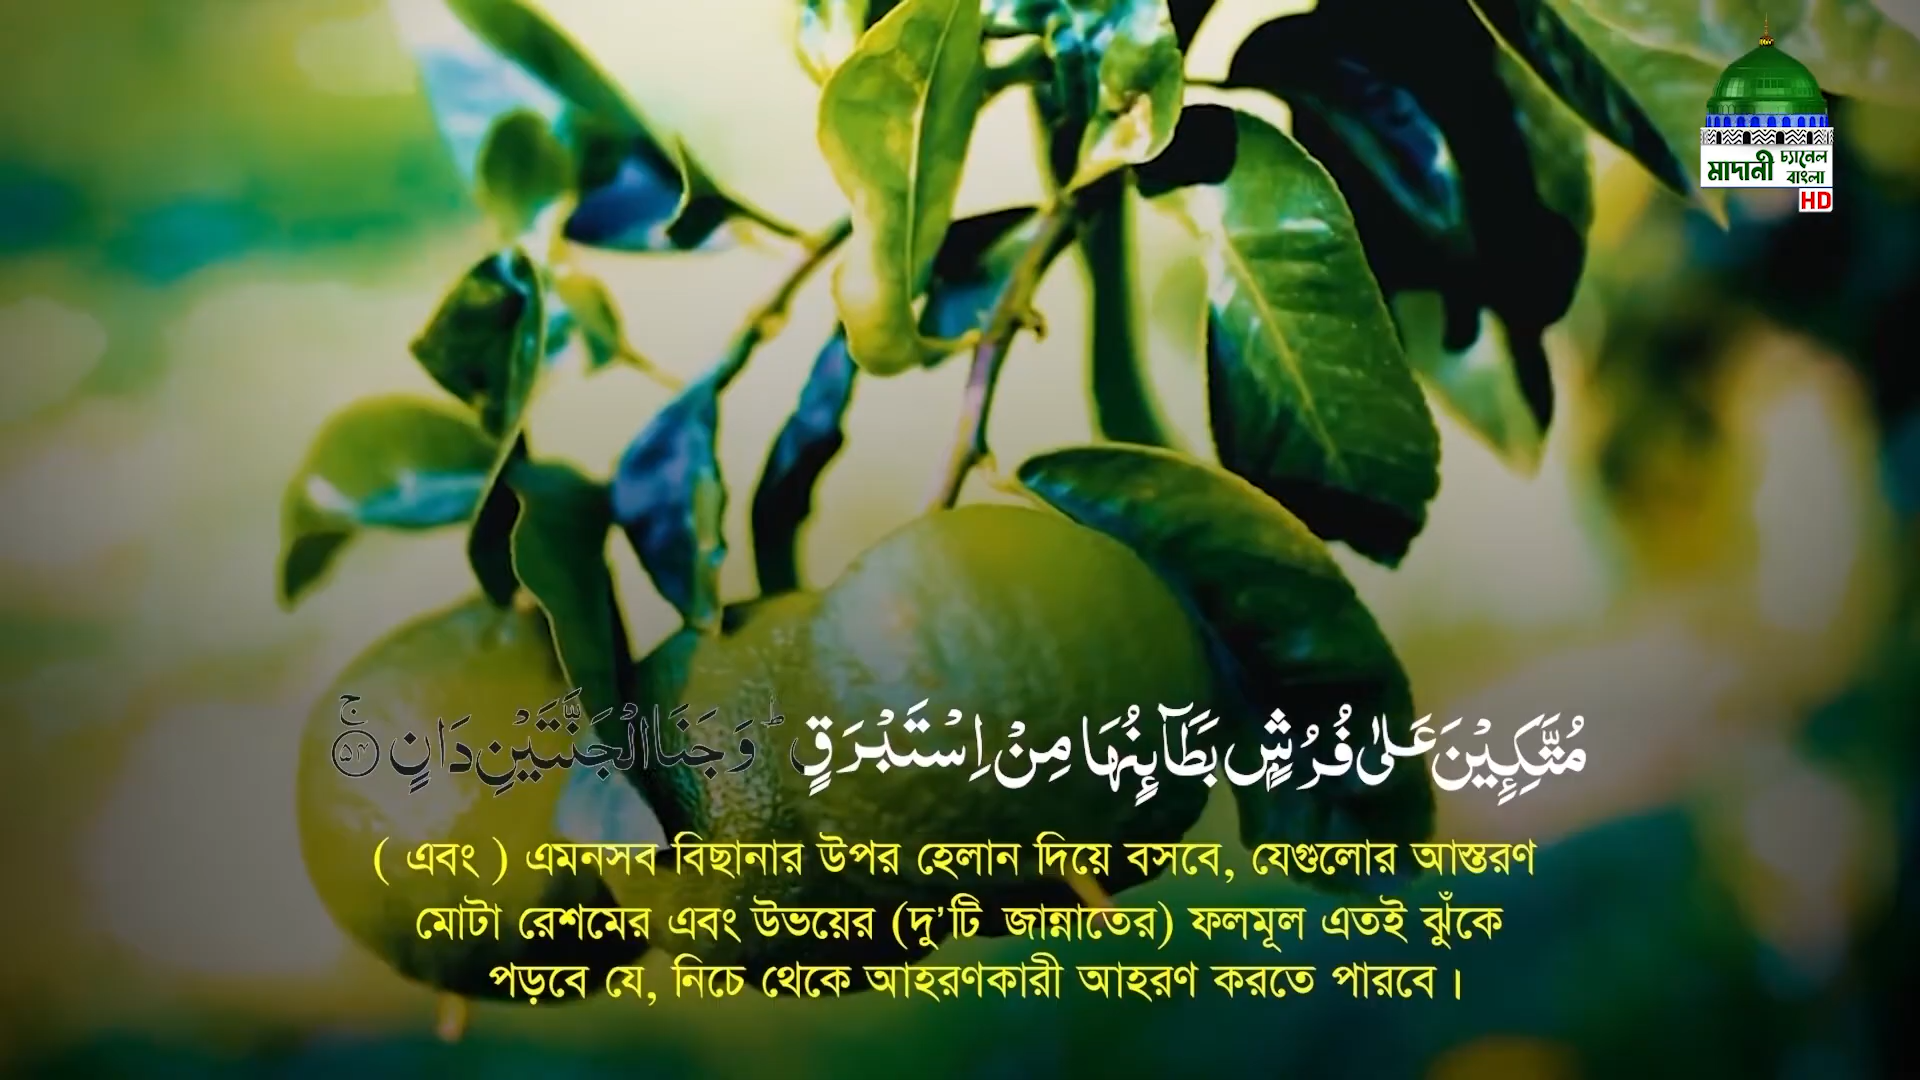 মাদানী চ্যানেল বাংলা
HD
مُتَّكِـِٕیْنَ عَلٰى فُرُشٍۭ بَطَآىٕنُهَا مِنْ اِسْتَبْرَقٍؕ وَ جَنَا الْجَنَّتَیْنِ دَانٍۚ ﴿۵۴﴾
( এবং ) এমনসব বিছানার উপর হেলান দিয়ে বসবে, যেগুলোর আস্তরণ
মোটা রেশমের এবং উভয়ের (দু'টি জান্নাতের) ফলমূল এতই ঝুঁকে
পড়বে যে, নিচে থেকে আহরণকারী আহরণ করতে পারবে।